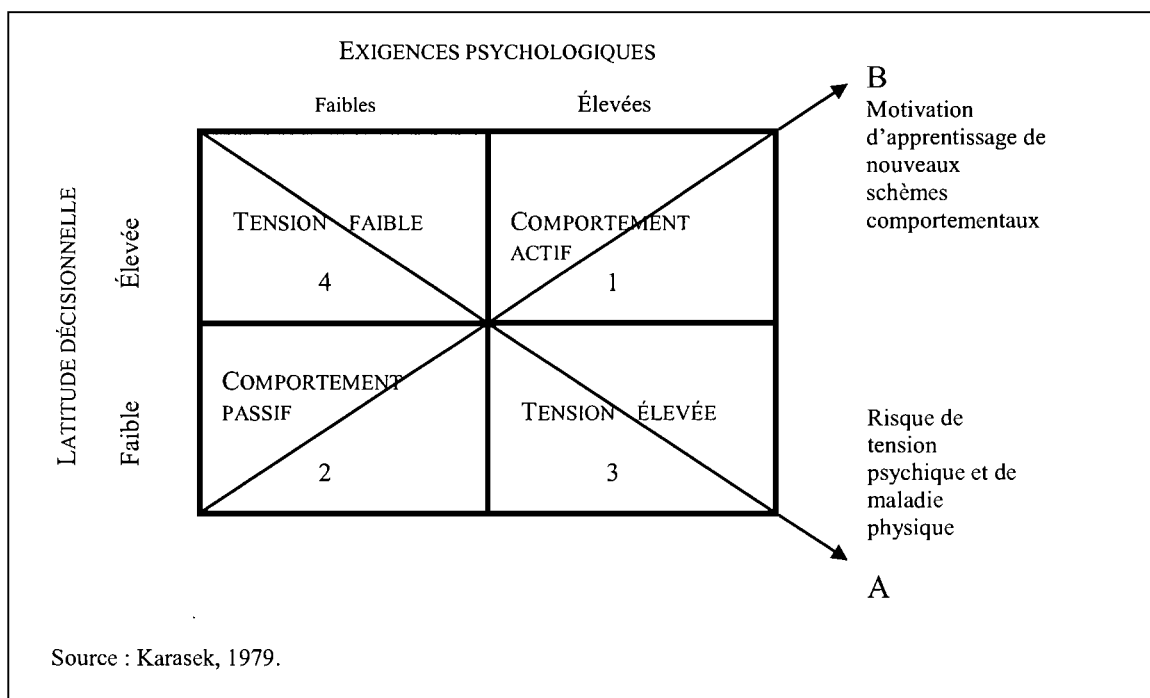 EXIGENCES PSYCHOLOGIQUES
Faibles
Élevées
LATITUDE DÉCISIONNELLE
Élevée
Faible
TENSION FAIBLE
4
COMPORTEMENT
ACTIF
1
COMPORTEMENT
PASSIF
2
TENSION ÉLEVÉE
3
B
Motivation
d'apprentissage de
nouveaux
schèmes
comportementaux
Risque de
tension
psychique et de
maladie
physique
A
Source : Karasek, 1979.